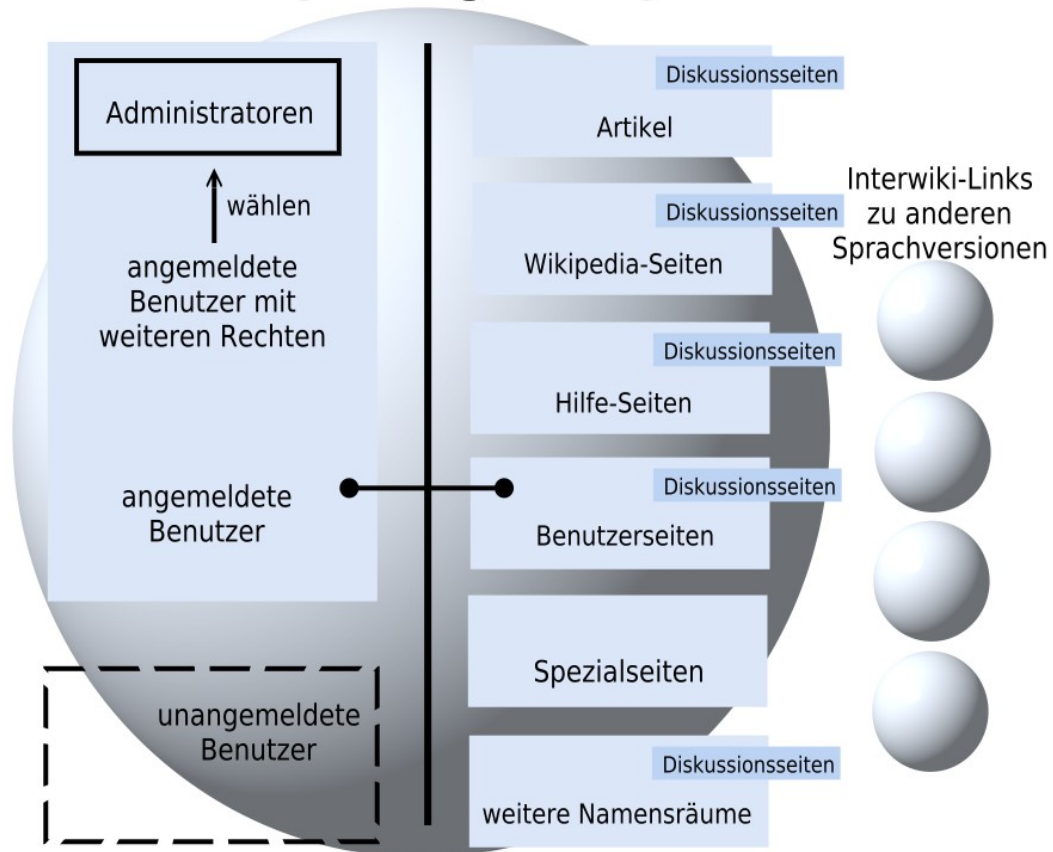 Administratoren
wählen
angemeldete
Benutzer mit
weiteren Rechten
angemeldete
Benutzer
unangemeldete
Benutzer
Diskussionsseiten
Artikel
Diskussionsseiten
Wikipedia-Seiten
Diskussionsseiten
Hilfe-Seiten
Diskussionsseiten
Benutzerseiten
Spezialseiten
Diskussionsseiten
weitere Namensräume
Interwiki-Links
zu anderen
Sprachversionen